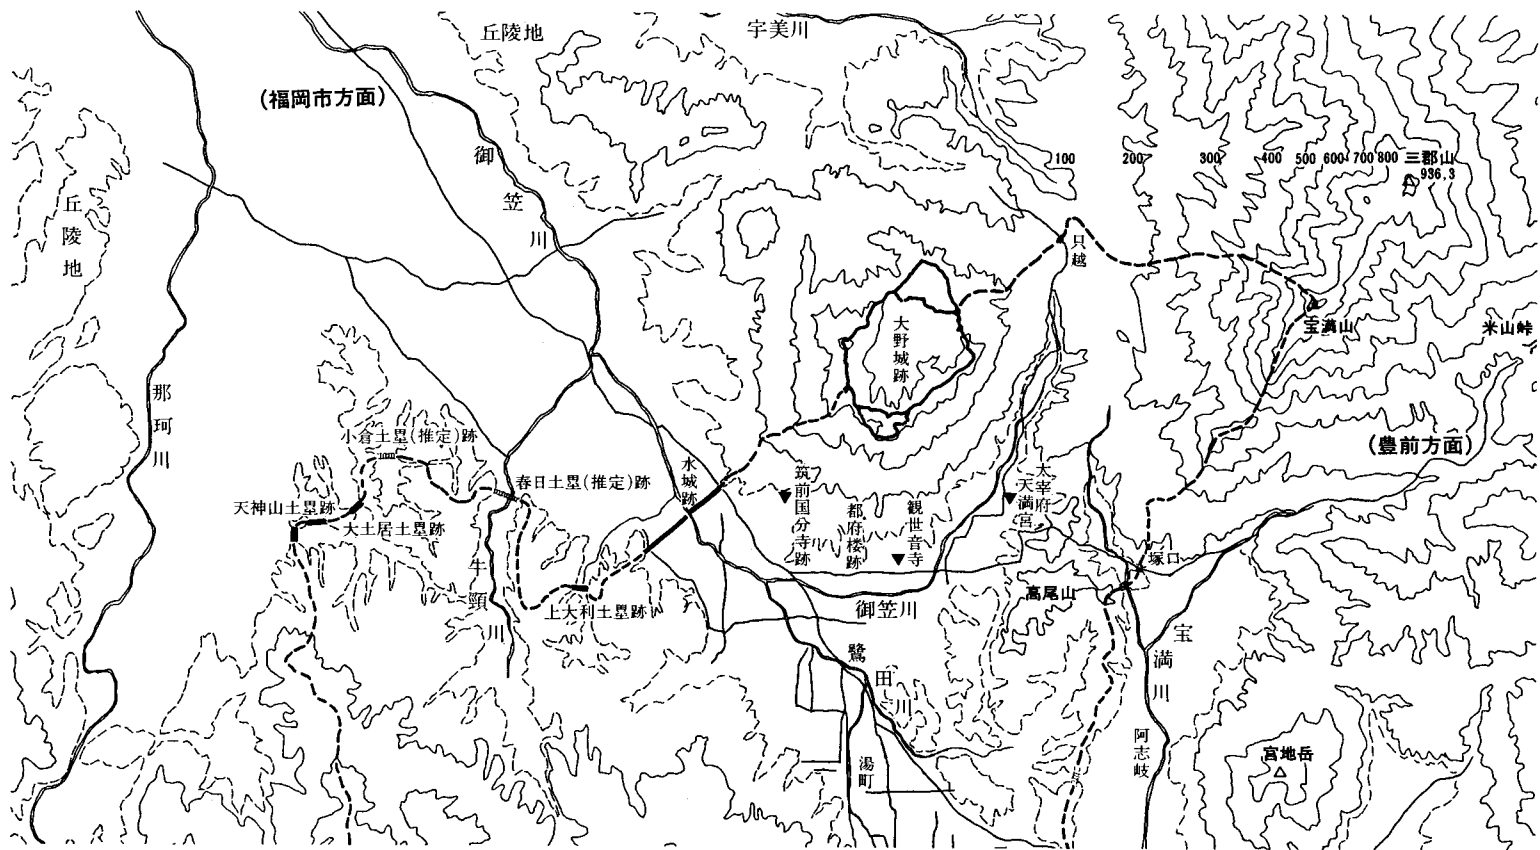 丘陵地
宇美川
(福岡市方面)
御笠川
丘陵地
100 200 300 400 500 600 700 800 三郡山
936.3
只越
宝満山
米山峠
大野城跡
那珂川
小倉土塁(推定)跡
春日土塁(推定)跡
水城跡
(豊前方面)
天神山土塁跡
大土居土塁跡
筑前国分寺跡
都府楼跡
観世音寺
大宰府天満宮
塚口
牛頸川
上大利土塁跡
御笠川
高尾山
鷺田川
宝満川
湯町
阿志岐
宮地岳